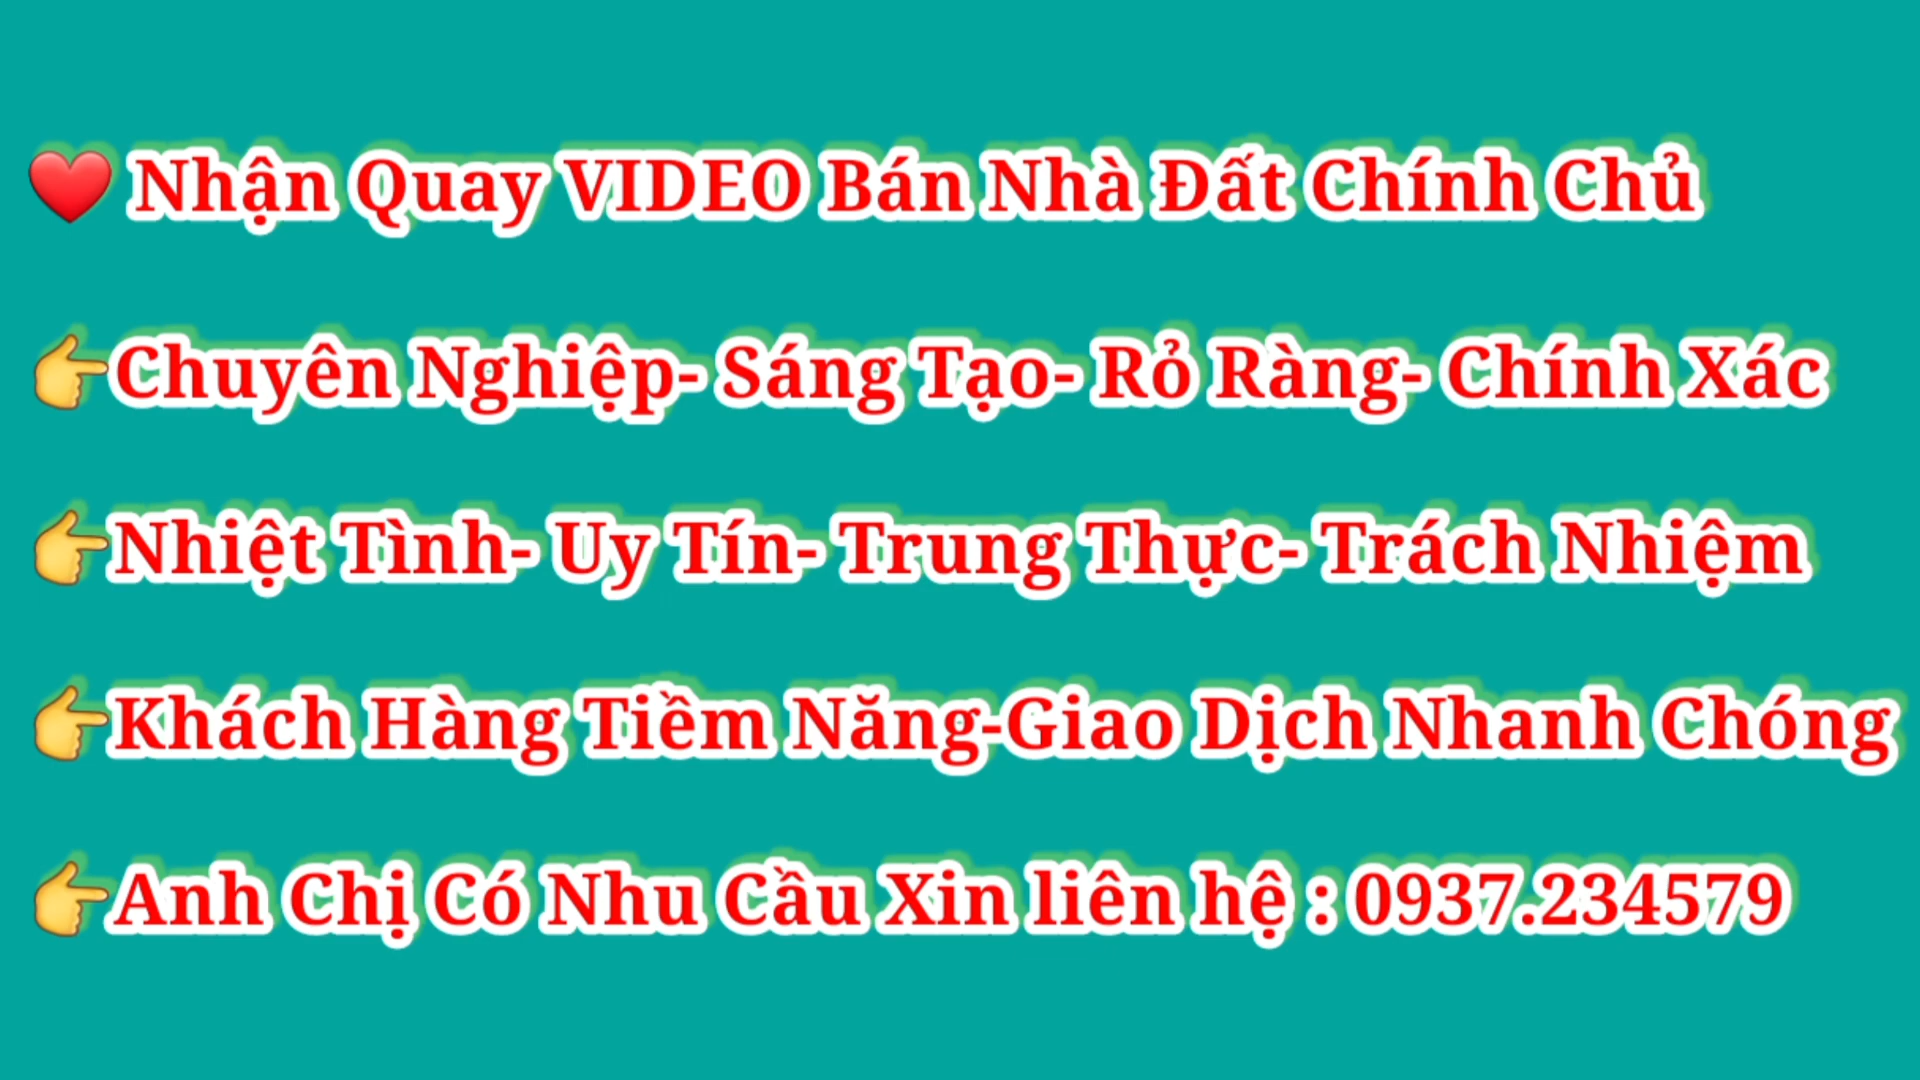 ❤️ Nhận Quay VIDEO Bán Nhà Đất Chính Chủ
👉Chuyên Nghiệp- Sáng Tạo- Rỏ Ràng- Chính Xác
👉Nhiệt Tình- Uy Tín- Trung Thực- Trách Nhiệm
👉Khách Hàng Tiềm Năng-Giao Dịch Nhanh Chóng
👉Anh Chị Có Nhu Cầu Xin liên hệ : 0937.234579